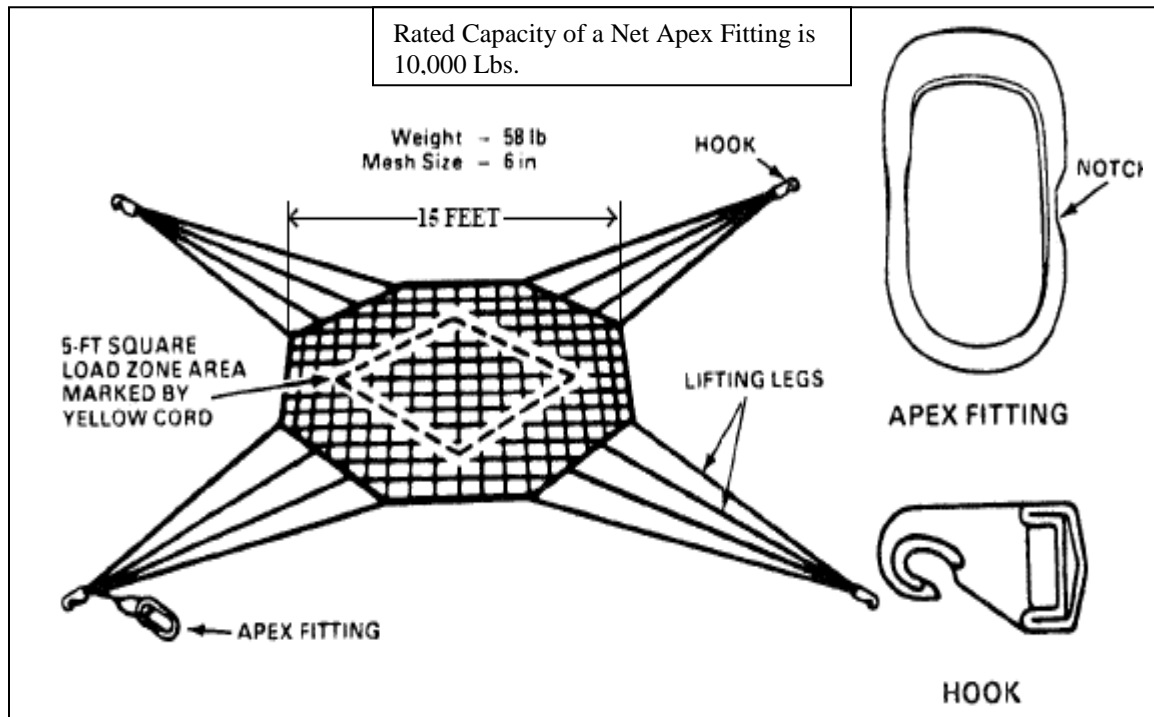 Rated Capacity of a Net Apex Fitting is
10,000 Lbs.
Weight - 58 lb
Mesh Size - 6 in
HOOK
NOTCH
15 FEET
5-FT SQUARE
LOAD ZONE AREA
MARKED BY
YELLOW CORD
LIFTING LEGS
APEX FITTING
APEX FITTING
HOOK